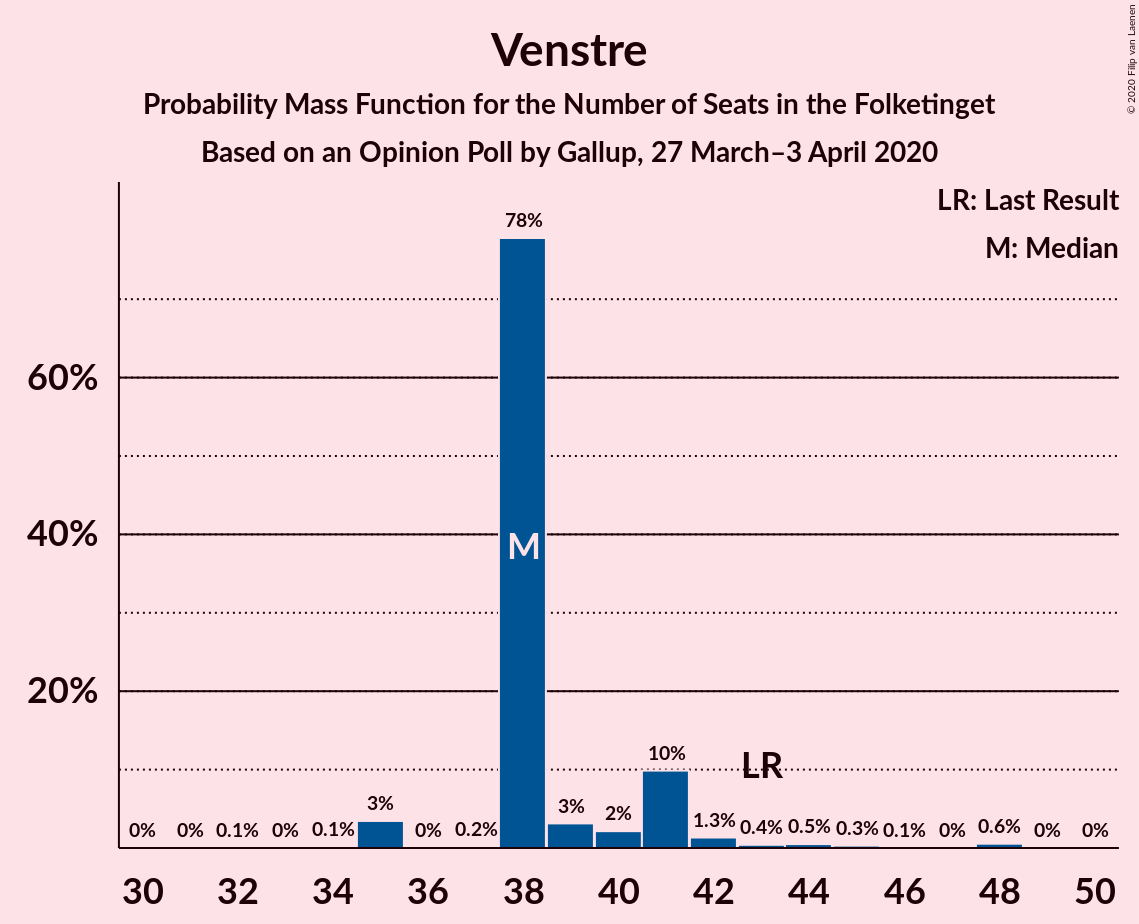 Venstre
Probability Mass Function for the Number of Seats in the Folketinget
Based on an Opinion Poll by Gallup, 27 March–3 April 2020
© 2020 Filip van Laenen
LR: Last Result
M: Median
78%
60%
40%
M
20%
10%
LR
3%
3%
2%
1.3%
0% 0% 0.1% 0% 0.1% 0% 0.2% 0.4% 0.5% 0.3% 0.1% 0% 0.6% 0% 0%
30 32 34 36 38 40 42 44 46 48 50